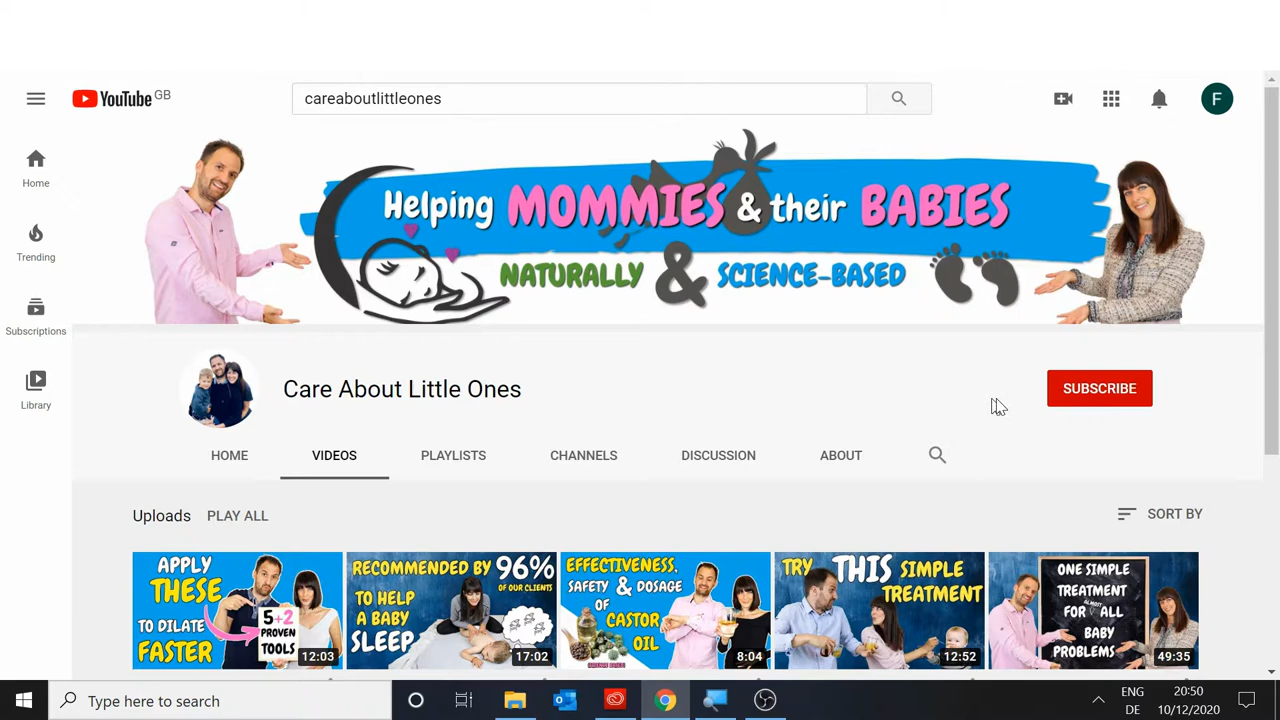 YouTube GB
careaboutlittleones
F
Home
Trending
Subscriptions
Library
Helping MOMMIES & their BABIES
NATURALLY & SCIENCE-BASED
Care About Little Ones
SUBSCRIBE
HOME VIDEOS PLAYLISTS CHANNELS DISCUSSION ABOUT
Uploads PLAY ALL
SORT BY
APPLY
THESE
TO DILATE
FASTER
5+2
PROVEN
TOOLS
12:03
RECOMMENDED BY 96%
OF OUR CLIENTS
TO HELP
A BABY
SLEEP
17:02
EFFECTIVENESS,
SAFETY & DOSAGE
OF
CASTOR
OIL
8:04
TRY THIS SIMPLE
TREATMENT
12:52
ONE SIMPLE
TREATMENT
FOR ALMOST ALL
BABY
PROBLEMS
49:35
Type here to search
ENG
DE
20:50
10/12/2020